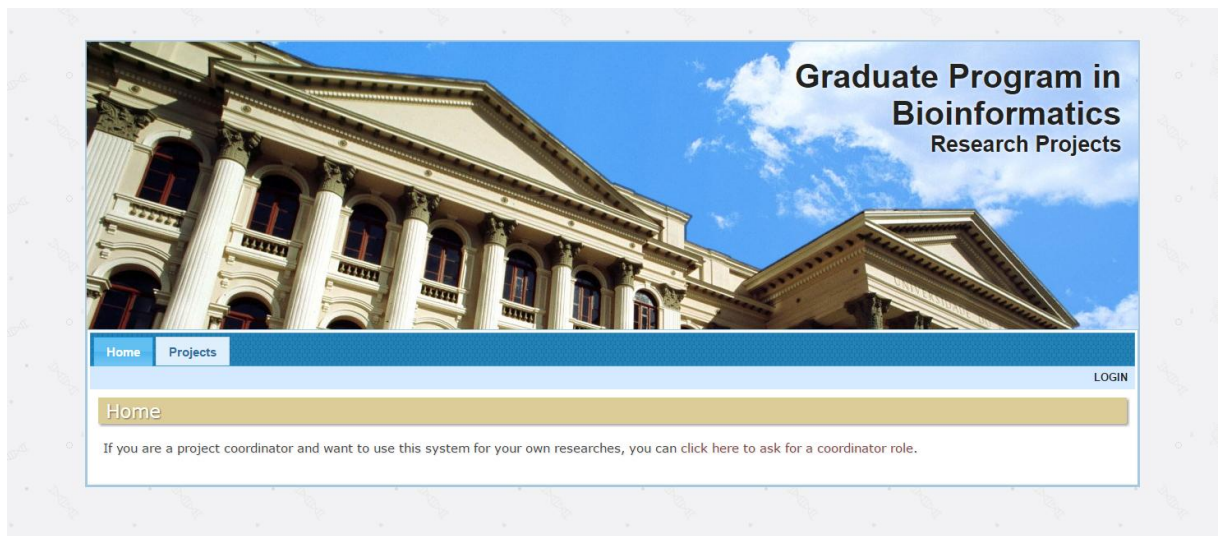 Graduate Program in
Bioinformatics
Research Projects
Home Projects
LOGIN
Home
If you are a project coordinator and want to use this system for your own researches, you can click here to ask for a coordinator role.